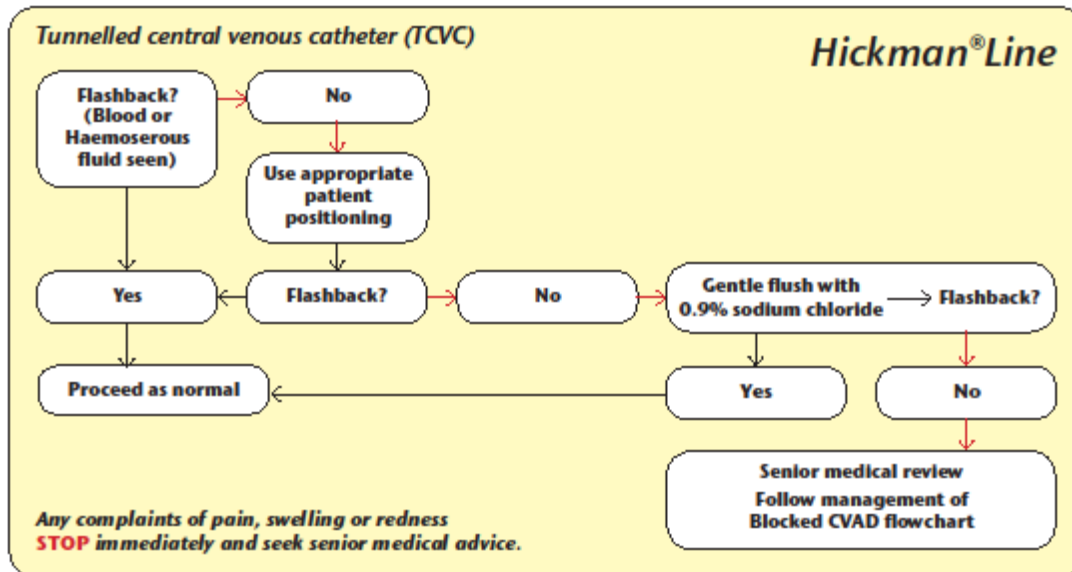 Tunnelled central venous catheter (TCVC)
Hickman®Line
Flashback?
(Blood or
Haemoserous
fluid seen)
No
Use appropriate
patient
positioning
Yes
Flashback?
No
Gentle flush with
0.9% sodium chloride
Flashback?
Proceed as normal
Yes
No
Senior medical review
Follow management of
Blocked CVAD flowchart
Any complaints of pain, swelling or redness
STOP immediately and seek senior medical advice.